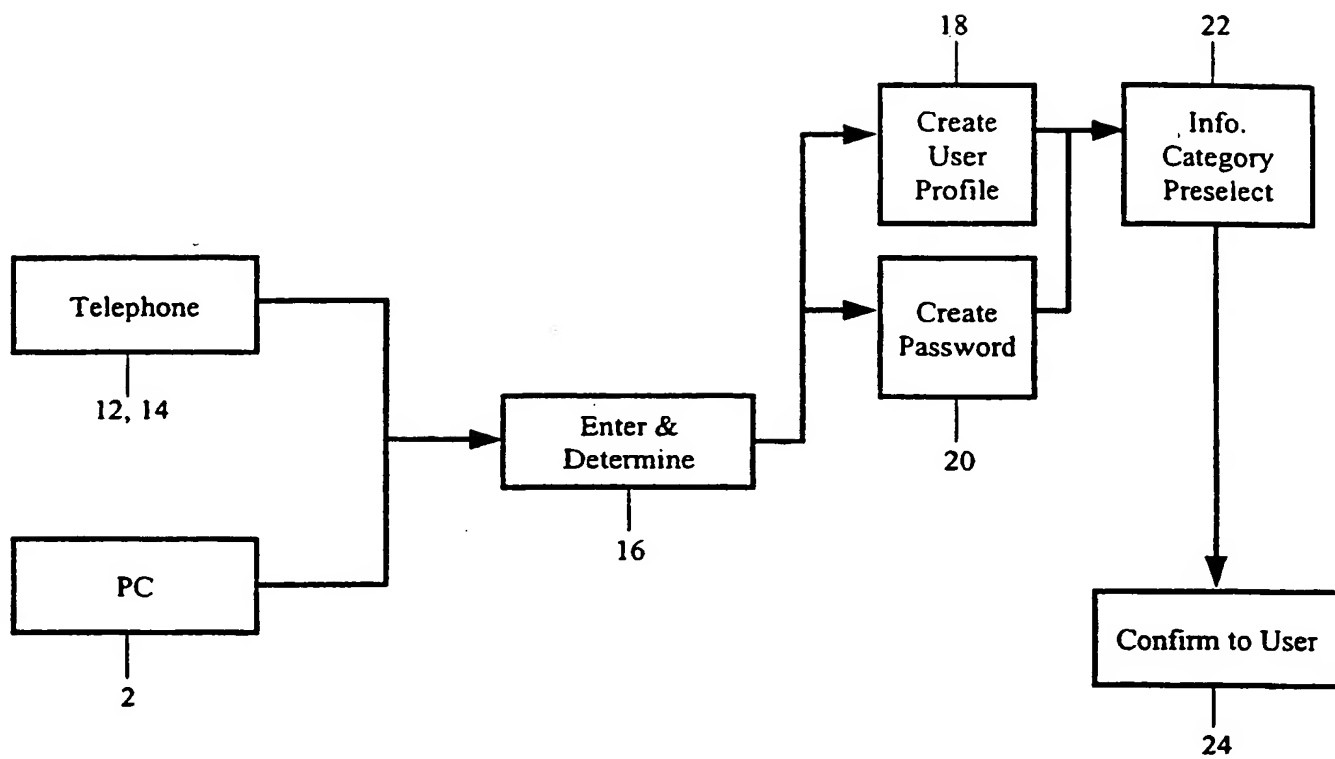 18
22
Create
User
Profile
Info.
Category
Preselect
Telephone
12, 14
Create
Password
20
Enter &
Determine
16
PC
2
Confirm to User
24